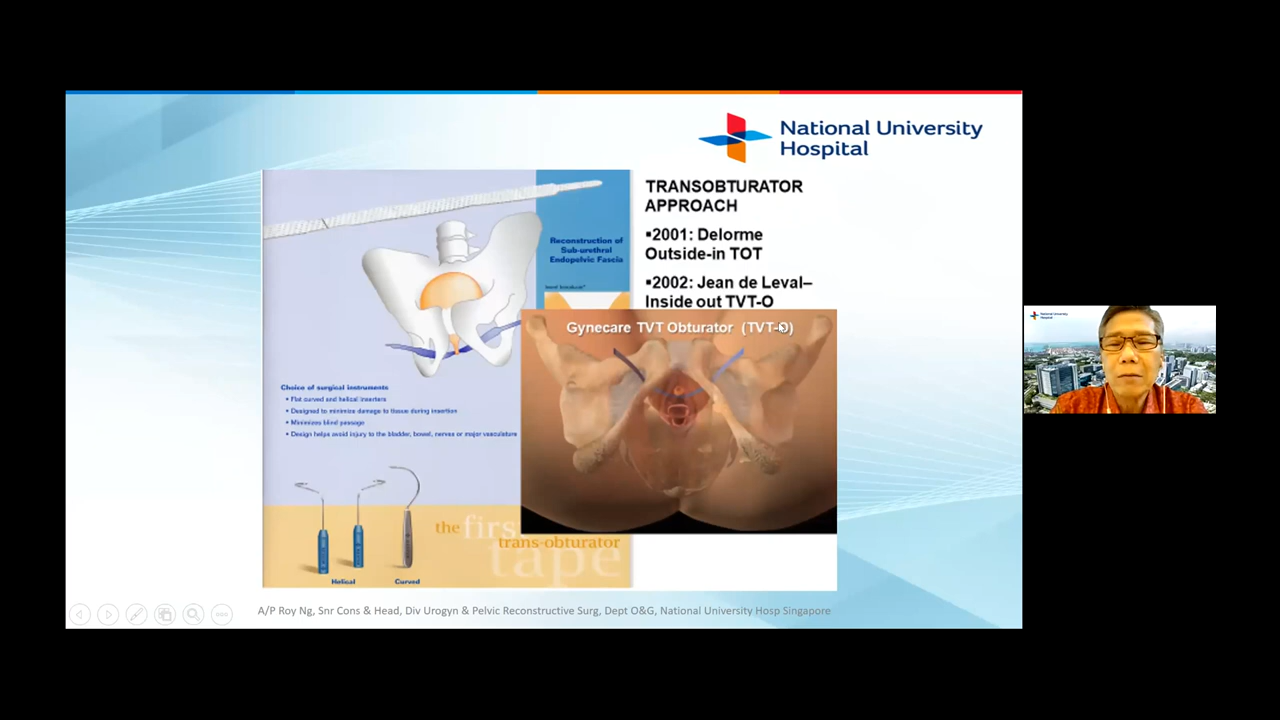 National University
Hospital
TRANSOBTURATOR
APPROACH
▪2001: Delorme
Outside-in TOT
▪2002: Jean de Leval–
Inside out TVT-O
Reconstruction of
Sub-urethral
Endopelvic Fascia
Gynecare TVT Obturator (TVT-O)
Choice of surgical instruments
• Flat curved and helical inserters
• Designed to minimize damage to tissue during insertion
• Minimizes blind passage
• Design helps avoid injury to the bladder, bowel, nerves or major vasculature
the first
trans-obturator
tape
Helical
Curved
A/P Roy Ng, Snr Cons & Head, Div Urogyn & Pelvic Reconstructive Surg, Dept O&G, National University Hosp Singapore
National University
Hospital